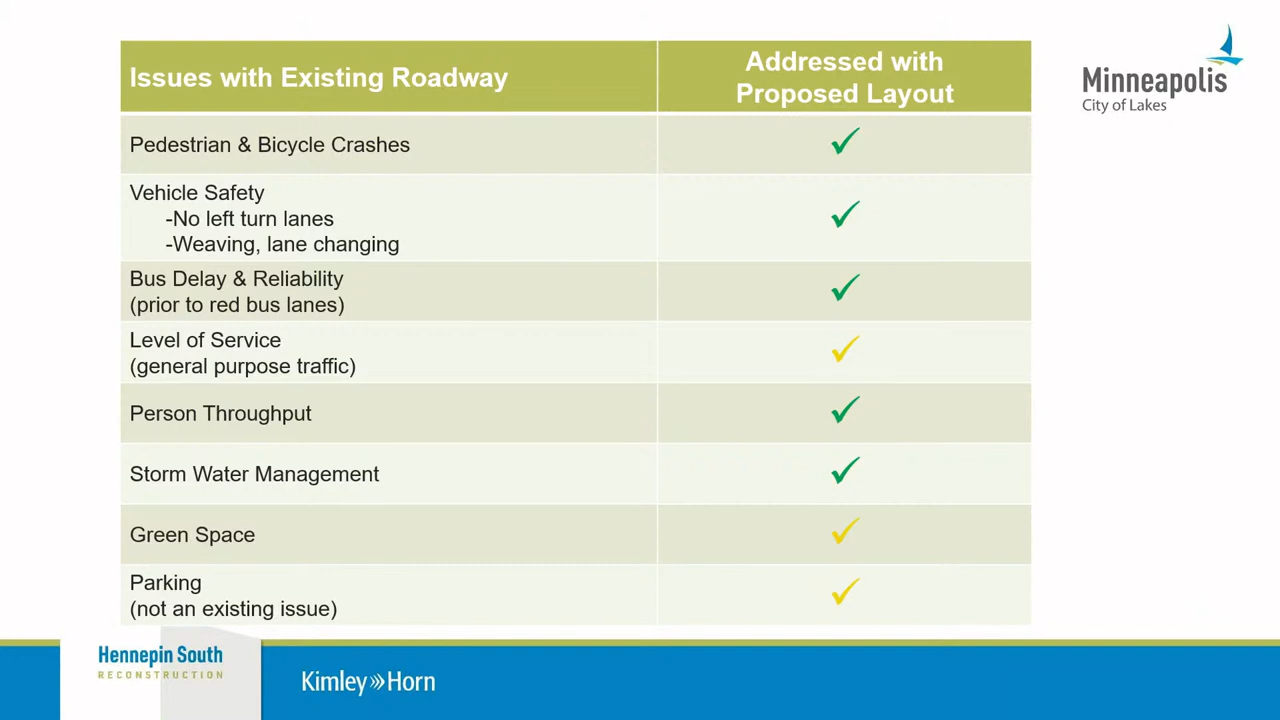 Issues with Existing Roadway
Addressed with
Proposed Layout
Pedestrian & Bicycle Crashes
Vehicle Safety
-No left turn lanes
-Weaving, lane changing
Bus Delay & Reliability
(prior to red bus lanes)
Level of Service
(general purpose traffic)
Person Throughput
Storm Water Management
Green Space
Parking
(not an existing issue)
Minneapolis
City of Lakes
Hennepin South
RECONSTRUCTION
Kimley»Horn